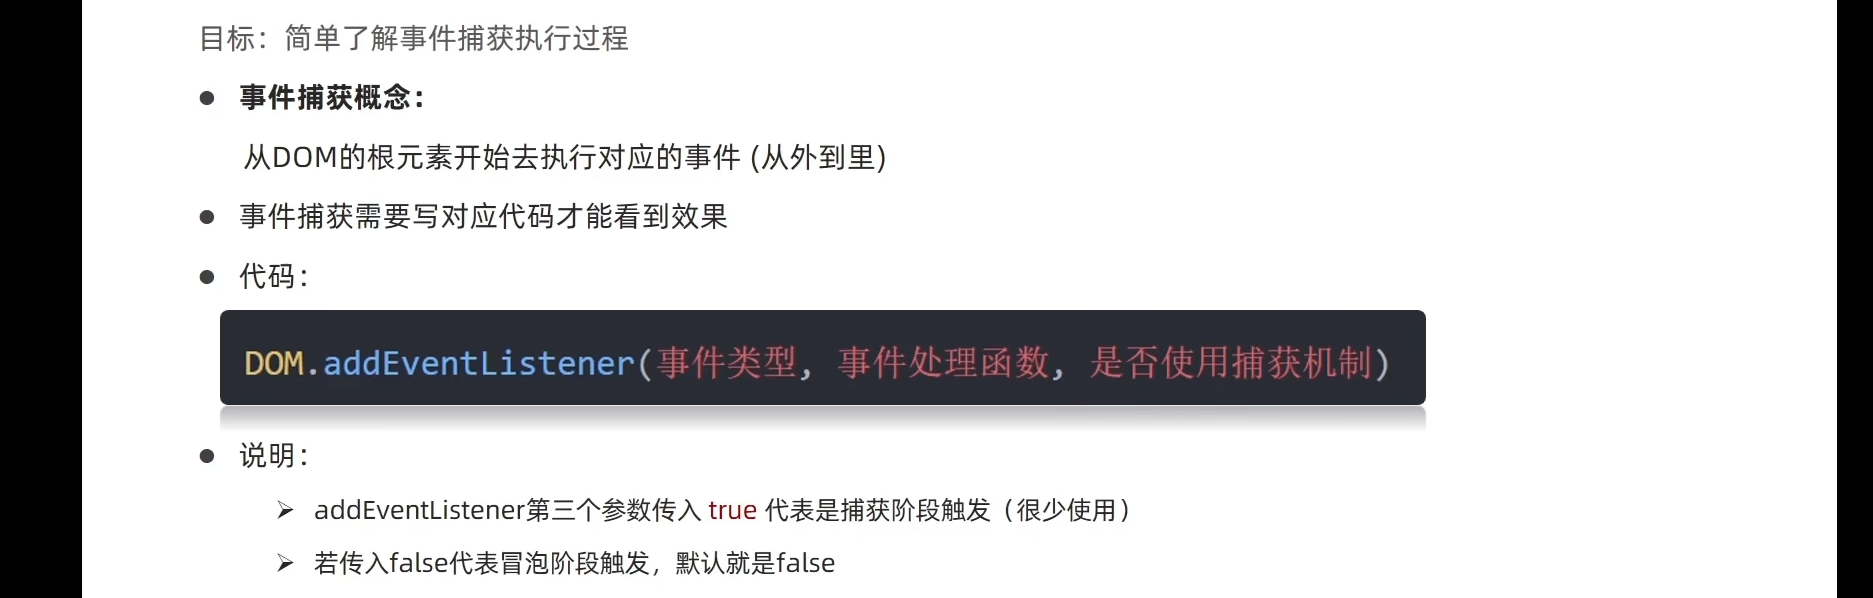 目标：简单了解事件捕获执行过程
● 事件捕获概念：
从DOM的根元素开始去执行对应的事件 (从外到里)
● 事件捕获需要写对应代码才能看到效果
● 代码：
DOM.addEventListener(事件类型, 事件处理函数, 是否使用捕获机制)
● 说明：
➢ addEventListener第三个参数传入 true 代表是捕获阶段触发（很少使用）
➢ 若传入false代表冒泡阶段触发，默认就是false